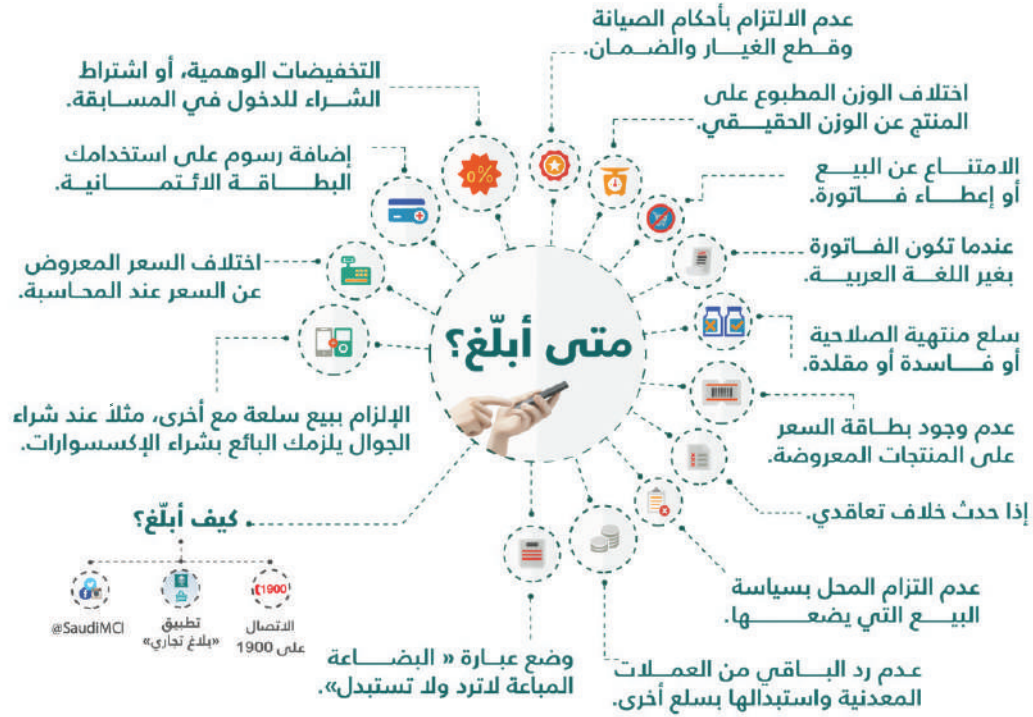 متى أبلّغ؟
عدم الالتزام بأحكام الصيانة
وقطع الغيار والضمان.
اختلاف الوزن المطبوع على
المنتج عن الوزن الحقيقي.
الامتناع عن البيع
أو إعطاء فاتورة.
عندما تكون الفاتورة
بغير اللغة العربية.
سلع منتهية الصلاحية
أو فاسدة أو مقلدة.
عدم وجود بطاقة السعر
على المنتجات المعروضة.
إذا حدث خلاف تعاقدي.
عدم التزام المحل بسياسة
البيع التي يضعها.
عدم رد الباقي من العملات
المعدنية واستبدالها بسلع أخرى.
وضع عبارة « البضاعة
المباعة لاترد ولا تستبدل».
التخفيضات الوهمية، أو اشتراط
الشراء للدخول في المسابقة.
0%
إضافة رسوم على استخدامك
البطاقة الائتمانية.
اختلاف السعر المعروض
عن السعر عند المحاسبة.
الإلزام ببيع سلعة مع أخرى، مثلاً عند شراء
الجوال يلزمك البائع بشراء الإكسسوارات.
كيف أبلّغ؟
1900
الاتصال
على 1900
تطبيق
«بلاغ تجاري»
@SaudiMCI